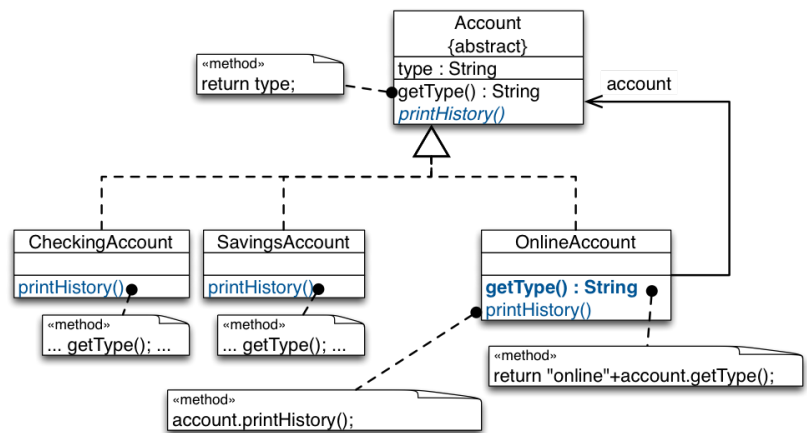 Account
{abstract}
type : String
getType() : String
printHistory()
«method»
return type;
account
CheckingAccount
printHistory()
SavingsAccount
printHistory()
OnlineAccount
getType() : String
printHistory()
«method»
... getType(); ...
«method»
... getType(); ...
«method»
return "online"+account.getType();
«method»
account.printHistory();